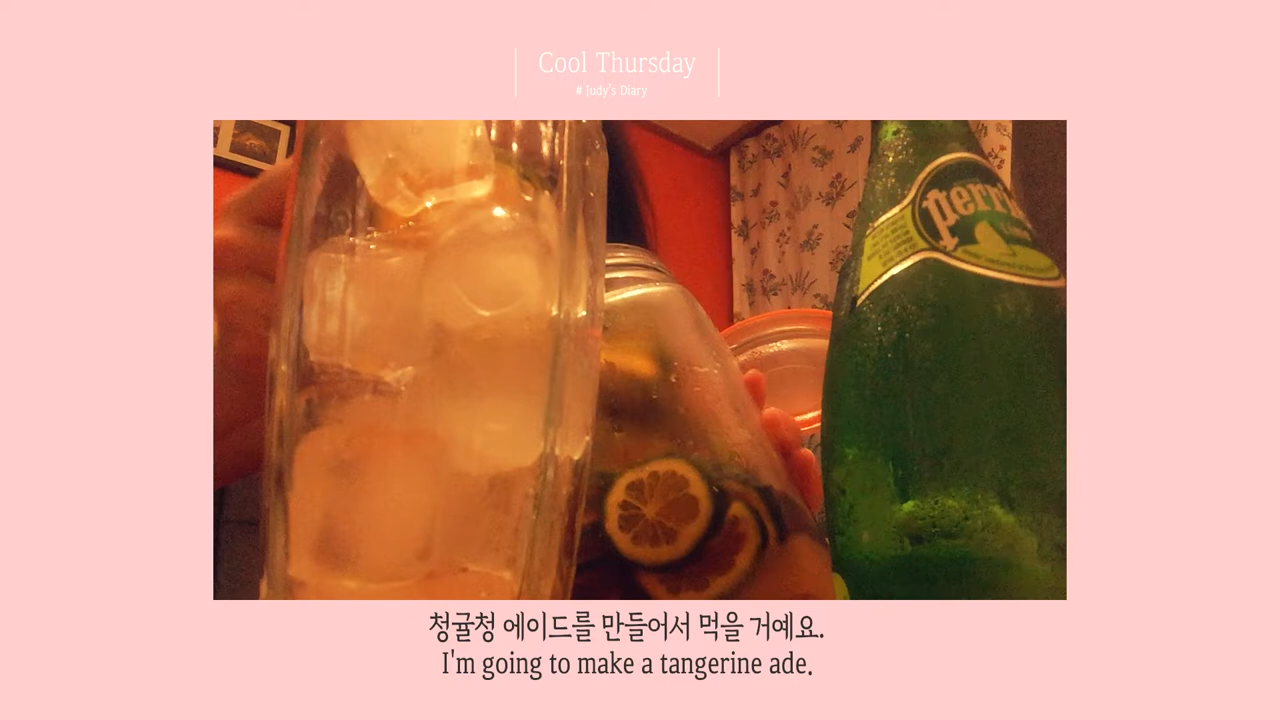 Cool Thursday
# Judy's Diary
perri
청귤청 에이드를 만들어서 먹을 거예요.
I'm going to make a tangerine ade.